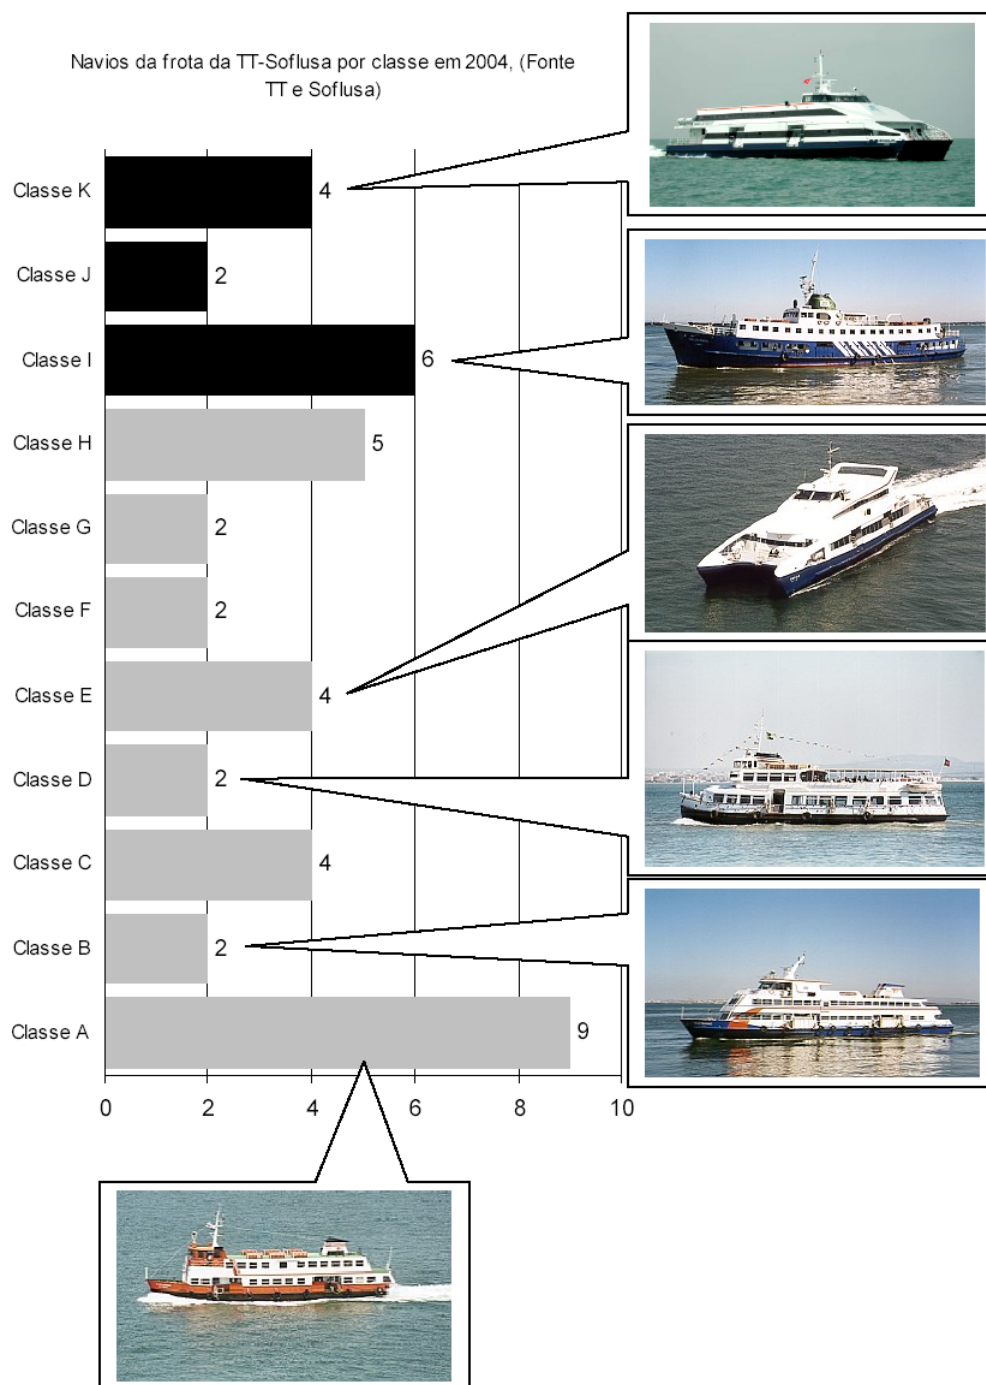 Navios da frota da TT-Soflusa por classe em 2004, (Fonte
TT e Soflusa)
Classe K 4
Classe J 2
Classe I 6
Classe H 5
Classe G 2
Classe F 2
Classe E 4
Classe D 2
Classe C 4
Classe B 2
Classe A 9
0 2 4 6 8 10